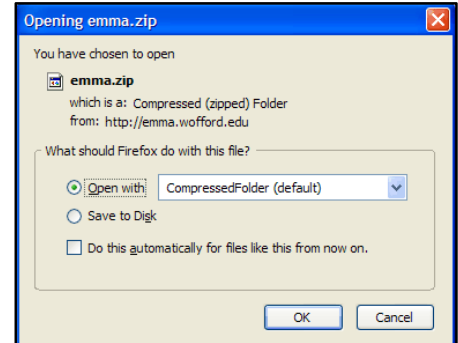 Opening emma.zip
You have chosen to open
emma.zip
which is a: Compressed (zipped) Folder
from: http://emma.wofford.edu
What should Firefox do with this file?
Open with CompressedFolder (default)
Save to Disk
Do this automatically for files like this from now on.
OK Cancel